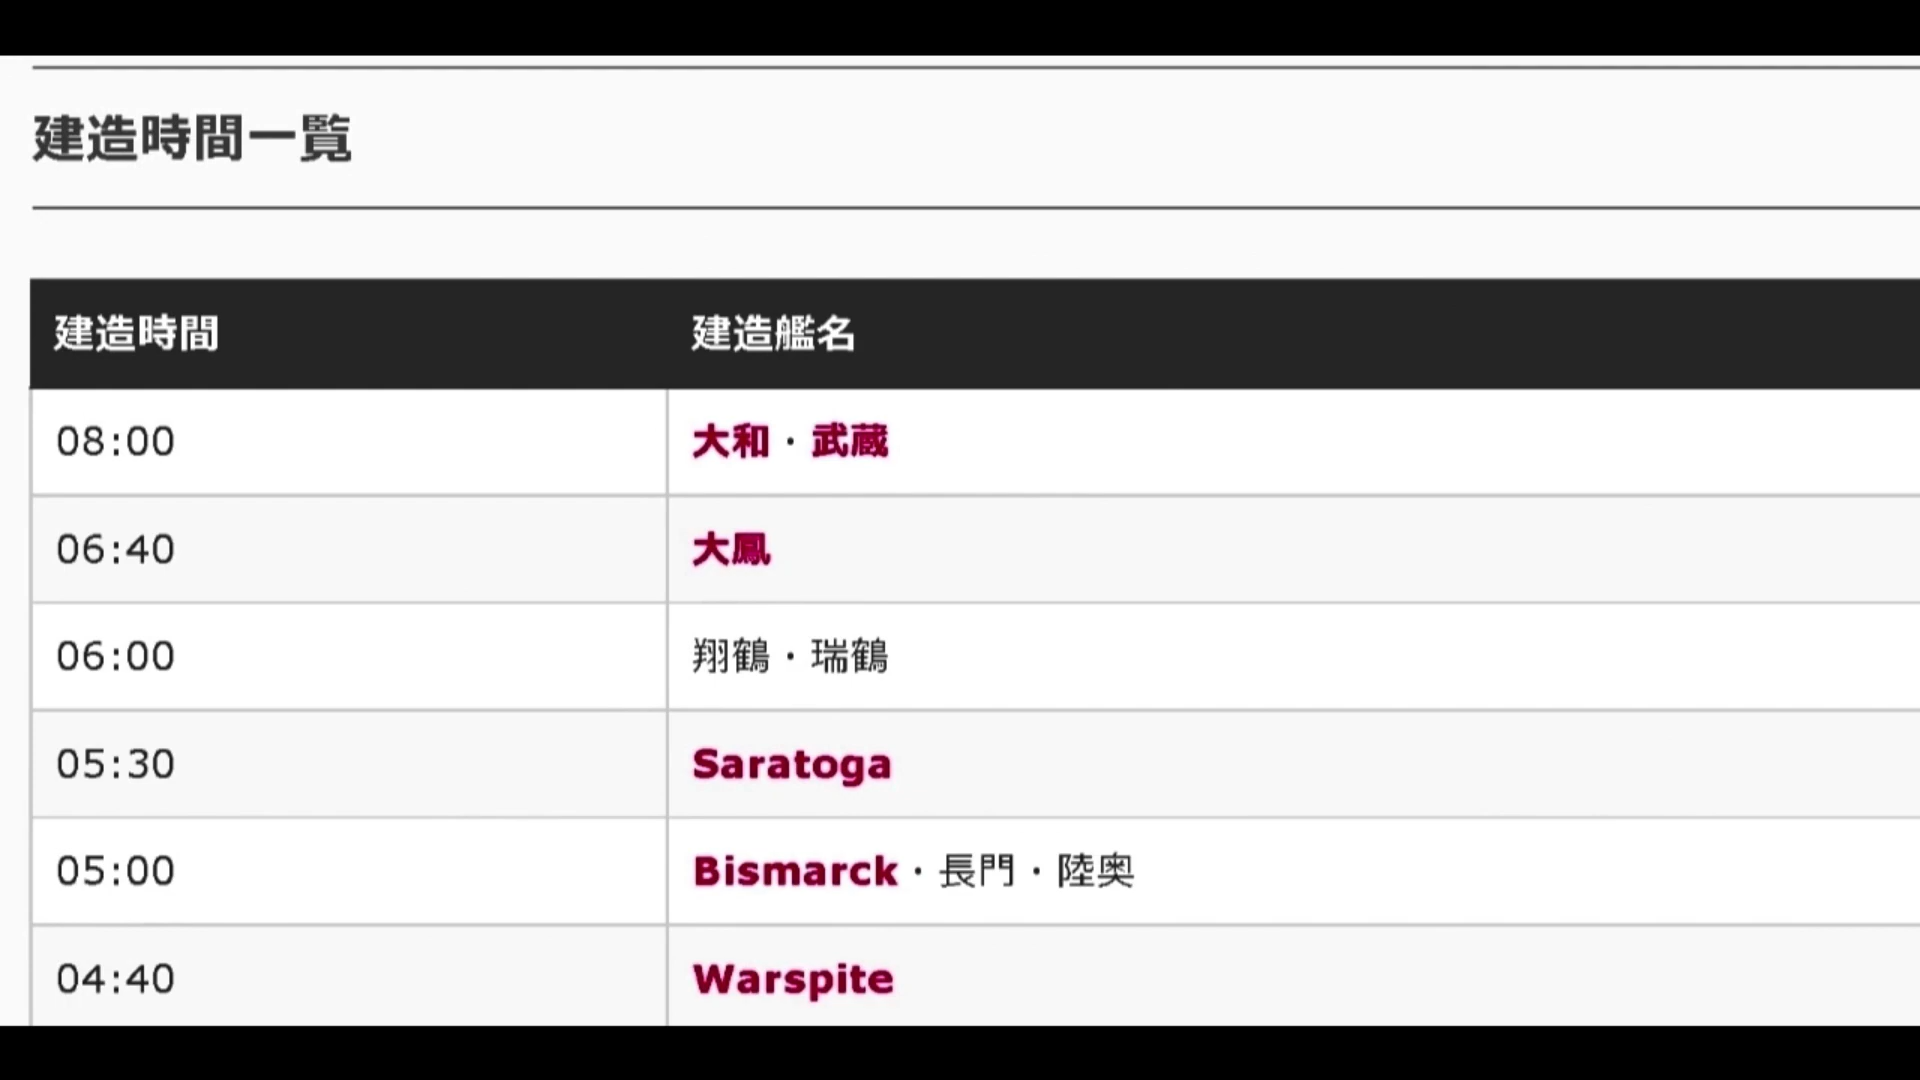 建造時間一覧
建造時間 建造艦名
08:00 大和・武蔵
06:40 大鳳
06:00 翔鶴・瑞鶴
05:30 Saratoga
05:00 Bismarck・長門・陸奥
04:40 Warspite